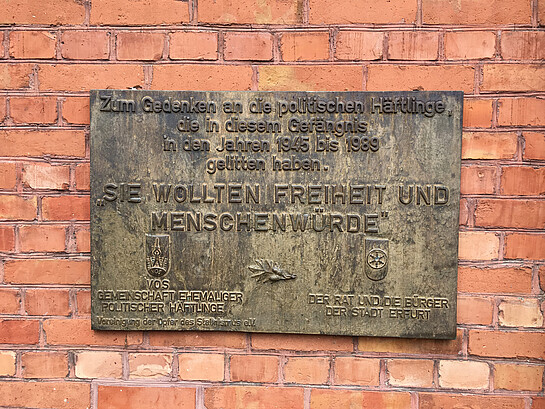 Zum Gedenken an die politischen Häftlinge,
die in diesem Gefängnis
in den Jahren 1945 bis 1989
gelitten haben.
„SIE WOLLTEN FREIHEIT UND
MENSCHENWÜRDE"
VOS
GEMEINSCHAFT EHEMALIGER
POLITISCHER HÄFTLINGE
Vereinigung der Opfer des Stalinismus e.V.
DER RAT UND DIE BÜRGER
DER STADT ERFURT